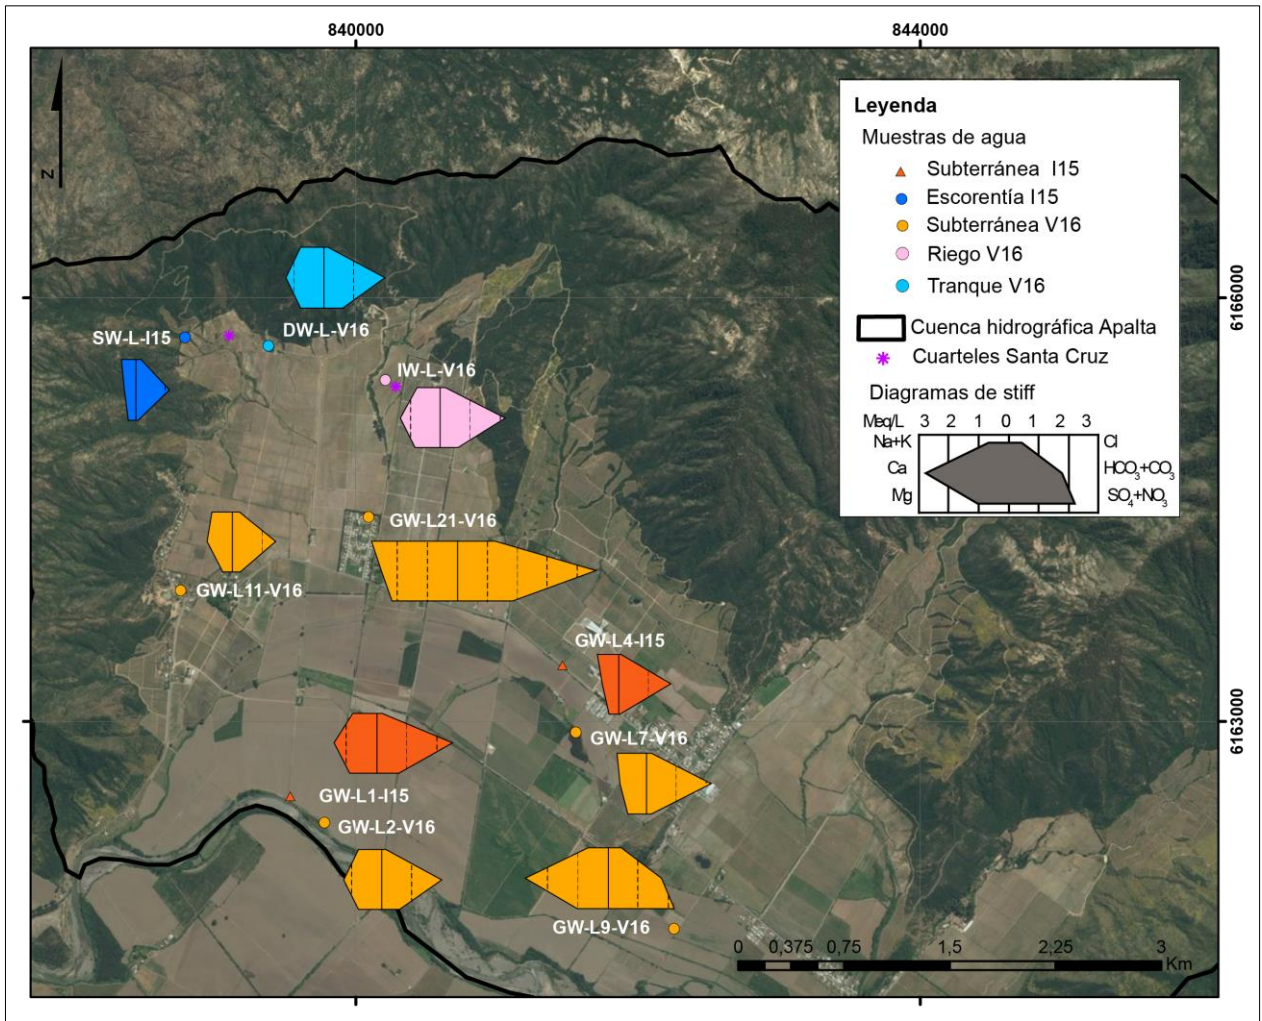 840000
844000
N
Leyenda
Muestras de agua
Subterránea I15
Escorentía I15
Subterránea V16
Riego V16
Tranque V16
Cuenca hidrográfica Apalta
Cuarteles Santa Cruz
Diagramas de stiff
Meq/L 3 2 1 0 1 2 3
Na+K Cl
Ca HCO₃+CO₃
Mg SO₄+NO₃
6166000
DW-L-V16
SW-L-I15
IW-L-V16
GW-L21-V16
GW-L11-V16
GW-L4-I15
6163000
GW-L7-V16
GW-L1-I15
GW-L2-V16
GW-L9-V16
0 0,375 0,75 1,5 2,25 3
Km